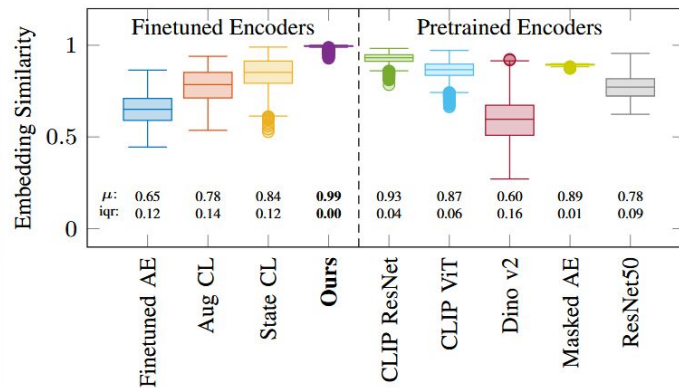 Finetuned Encoders Pretrained Encoders
Embedding Similarity
1
0.5
0
μ: 0.65 0.78 0.84 0.99 0.93 0.87 0.60 0.89 0.78
iqr: 0.12 0.14 0.12 0.00 0.04 0.06 0.16 0.01 0.09
Finetuned AE
Aug CL
State CL
Ours
CLIP ResNet
CLIP ViT
Dino v2
Masked AE
ResNet50